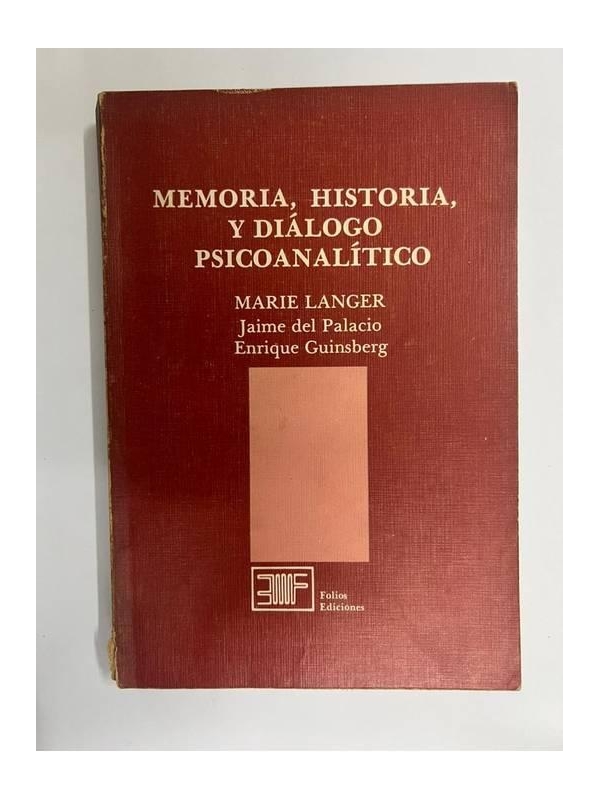 MEMORIA, HISTORIA,
Y DIÁLOGO
PSICOANALÍTICO
MARIE LANGER
Jaime del Palacio
Enrique Guinsberg
Folios
Ediciones